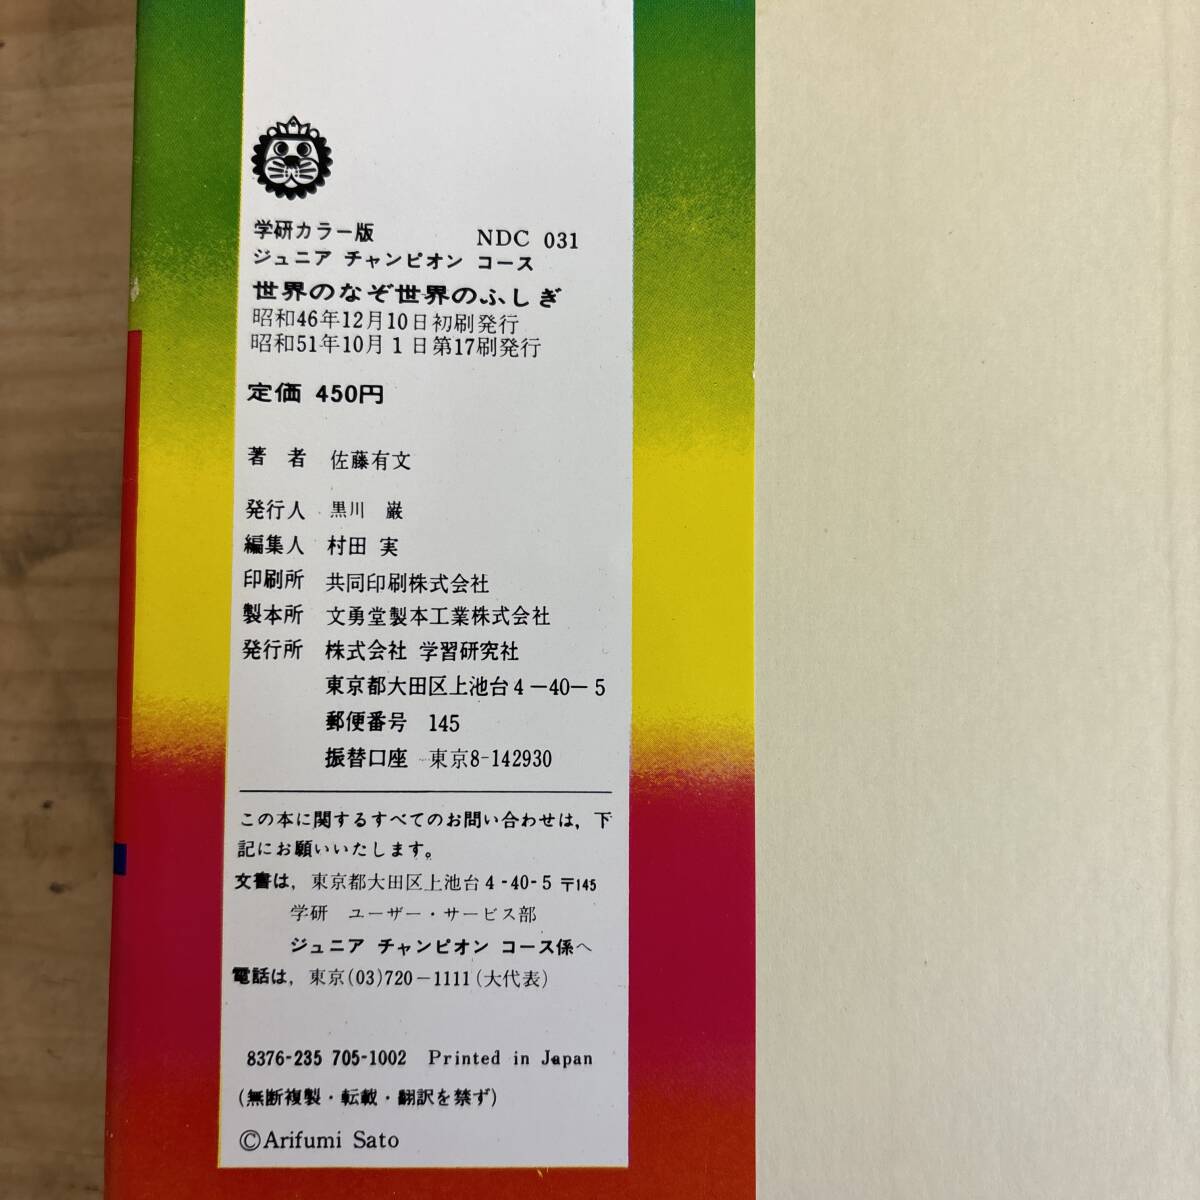 学研カラー版 NDC 031
ジュニア チャンピオン コース
世界のなぞ世界のふしぎ
昭和46年12月10日初刷発行
昭和51年10月1日第17刷発行
定価 450円
著 者 佐藤有文
発行人 黒川 巌
編集人 村田 実
印刷所 共同印刷株式会社
製本所 文勇堂製本工業株式会社
発行所 株式会社 学習研究社
東京都大田区上池台4-40-5
郵便番号 145
振替口座 東京8-142930
この本に関するすべてのお問い合わせは，下
記にお願いいたします。
文書は，東京都大田区上池台4-40-5 〒145
学研 ユーザー・サービス部
ジュニア チャンピオン コース係へ
電話は，東京(03)720-1111(大代表)
8376-235 705-1002 Printed in Japan
(無断複製・転載・翻訳を禁ず)
©Arifumi Sato